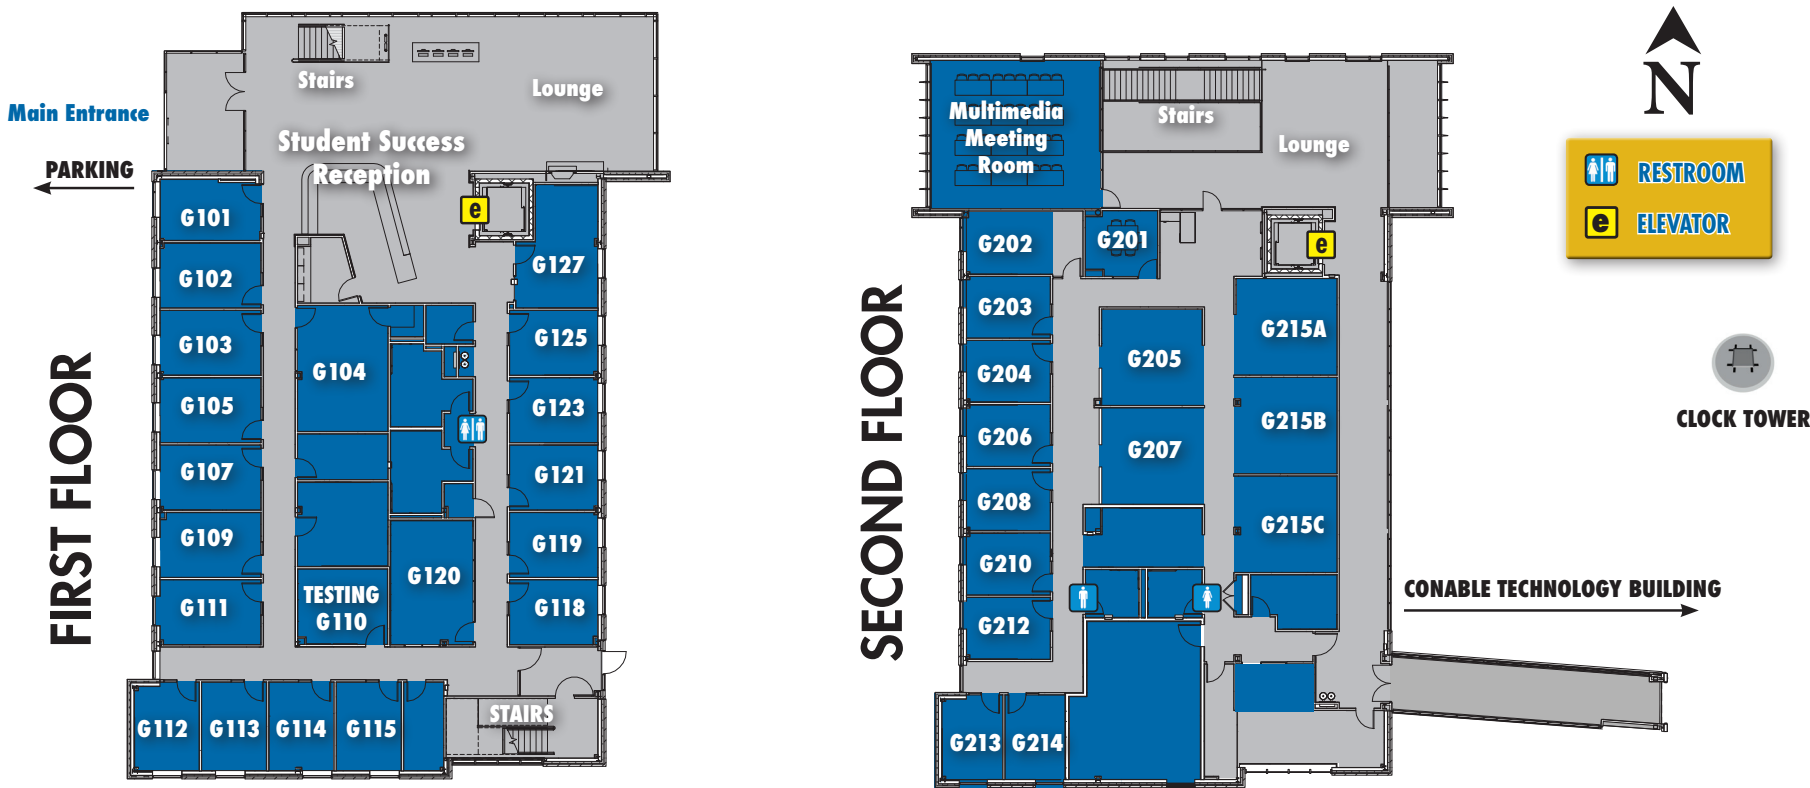 FIRST FLOOR
Main Entrance
PARKING
Stairs
Lounge
Student Success
Reception
e
G101
G102
G103
G105
G107
G109
G111
G104
TESTING
G110
G120
G127
G125
G123
G121
G119
G118
G112
G113
G114
G115
STAIRS
SECOND FLOOR
Multimedia
Meeting
Room
Stairs
Lounge
e
G201
G202
G203
G204
G206
G208
G210
G212
G205
G207
G215A
G215B
G215C
G213
G214
N
RESTROOM
e ELEVATOR
CLOCK TOWER
CONABLE TECHNOLOGY BUILDING